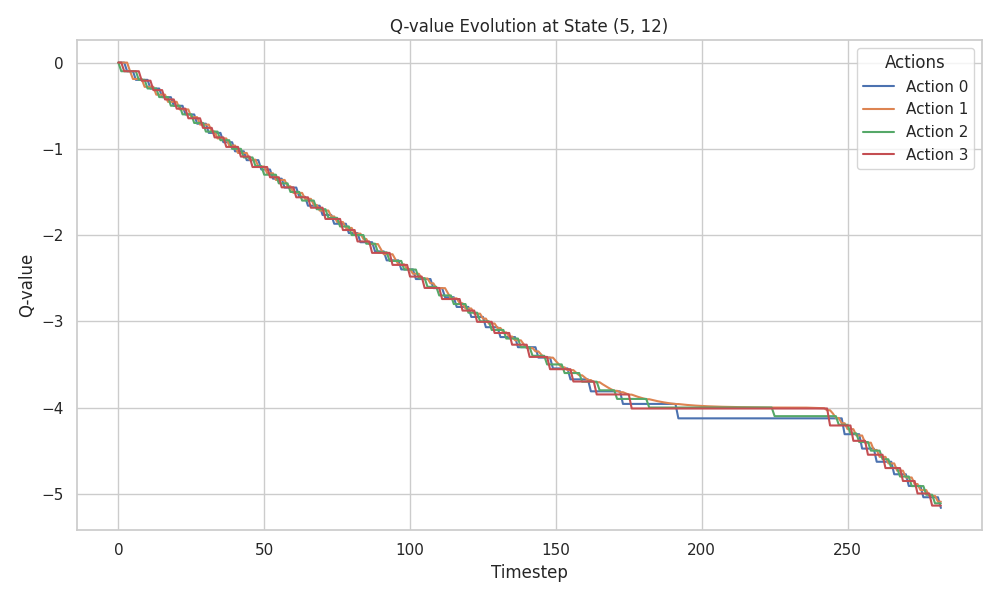 Q-value Evolution at State (5, 12)
Actions
Action 0
Action 1
Action 2
Action 3
Q-value
0
−1
−2
−3
−4
−5
0 50 100 150 200 250
Timestep